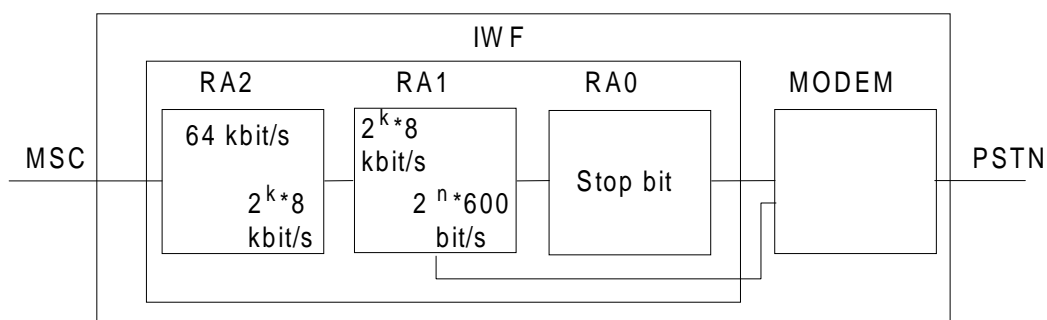 IWF
RA2
RA1
RA0
MODEM
MSC
64 kbit/s
2^k*8
kbit/s
2^k*8
kbit/s
2^n*600
bit/s
Stop bit
PSTN